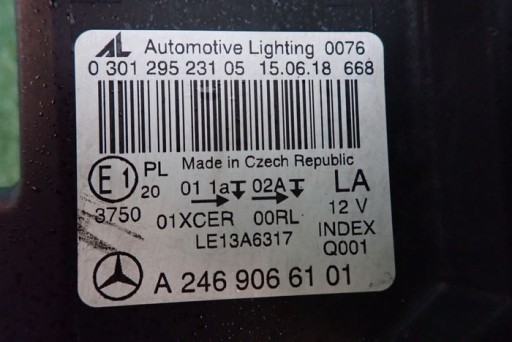 AL Automotive Lighting 0076
0 301 295 231 05 15.06.18 668
Made in Czech Republic
E1 PL 20 01 1a 02A LA
3750 01XCER 00RL 12 V
LE13A6317 INDEX
Q001
A 246 906 61 01